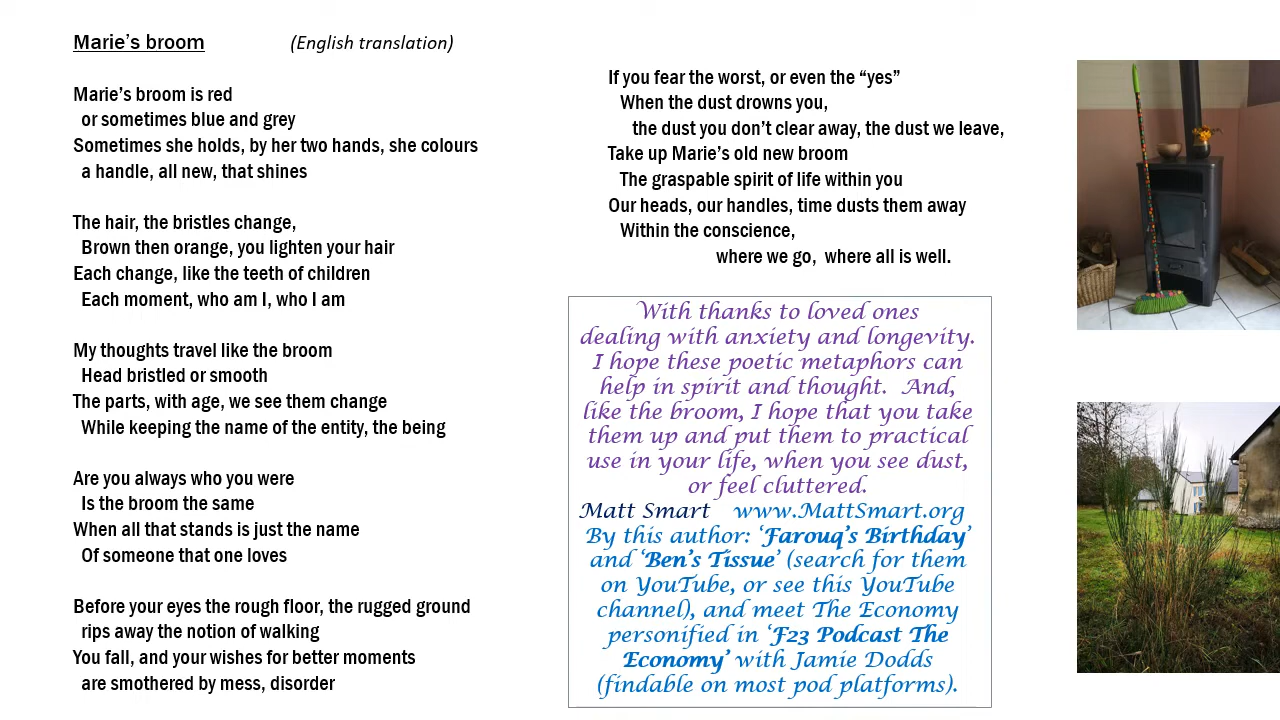 Marie's broom (English translation)
Marie's broom is red
or sometimes blue and grey
Sometimes she holds, by her two hands, she colours
a handle, all new, that shines
The hair, the bristles change,
Brown then orange, you lighten your hair
Each change, like the teeth of children
Each moment, who am I, who I am
My thoughts travel like the broom
Head bristled or smooth
The parts, with age, we see them change
While keeping the name of the entity, the being
Are you always who you were
Is the broom the same
When all that stands is just the name
Of someone that one loves
Before your eyes the rough floor, the rugged ground
rips away the notion of walking
You fall, and your wishes for better moments
are smothered by mess, disorder
If you fear the worst, or even the “yes”
When the dust drowns you,
the dust you don't clear away, the dust we leave,
Take up Marie's old new broom
The graspable spirit of life within you
Our heads, our handles, time dusts them away
Within the conscience,
where we go,  where all is well.
With thanks to loved ones
dealing with anxiety and longevity.
I hope these poetic metaphors can
help in spirit and thought.  And,
like the broom, I hope that you take
them up and put them to practical
use in your life, when you see dust,
or feel cluttered.
Matt Smart www.MattSmart.org
By this author: ‘Farouq's Birthday’
and ‘Ben's Tissue’ (search for them
on YouTube, or see this YouTube
channel), and meet The Economy
personified in ‘F23 Podcast The
Economy’ with Jamie Dodds
(findable on most pod platforms).